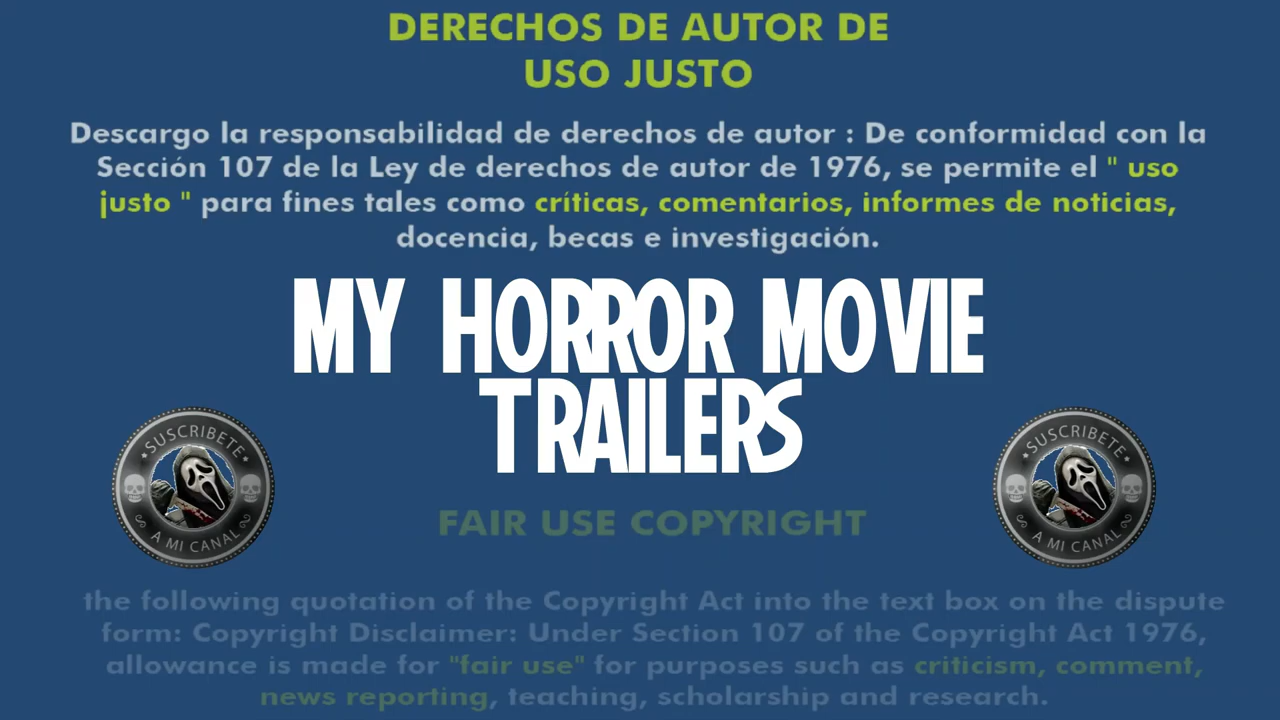 DERECHOS DE AUTOR DE
USO JUSTO
Descargo la responsabilidad de derechos de autor : De conformidad con la
Sección 107 de la Ley de derechos de autor de 1976, se permite el " uso
justo " para fines tales como críticas, comentarios, informes de noticias,
docencia, becas e investigación.
MY HORROR MOVIE
TRAILERS
SUSCRIBETE
A MI CANAL
SUSCRIBETE
A MI CANAL
FAIR USE COPYRIGHT
the following quotation of the Copyright Act into the text box on the dispute
form: Copyright Disclaimer: Under Section 107 of the Copyright Act 1976,
allowance is made for "fair use" for purposes such as criticism, comment,
news reporting, teaching, scholarship and research.